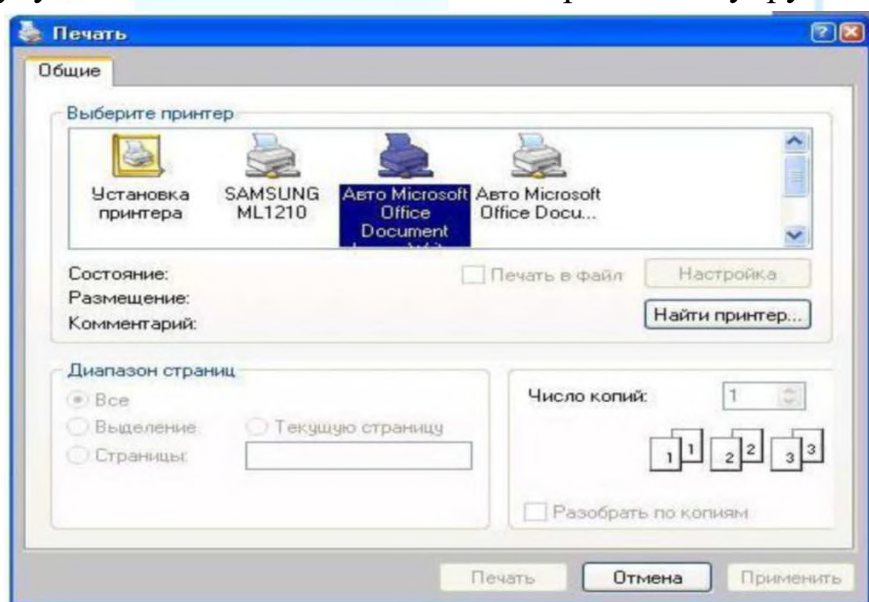 Печать
Общие
Выберите принтер
Установка принтера
SAMSUNG ML1210
Авто Microsoft Office Document
Авто Microsoft Office Docu...
Состояние:
Печать в файл
Настройка
Размещение:
Комментарий:
Найти принтер...
Диапазон страниц
Все
Выделение
Текущую страницу
Страницы:
Число копий:
1
1 1 2 2 3 3
Разобрать по копиям
Печать
Отмена
Применить